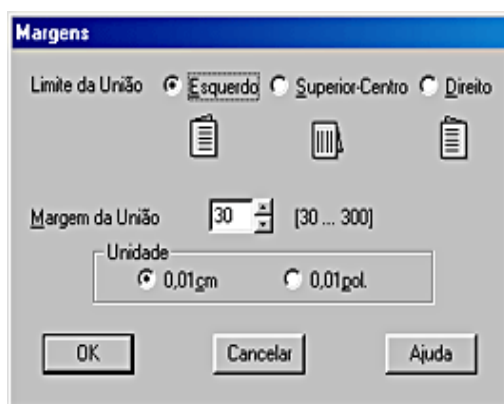 Margens
Limite da União Esquerdo Superior-Centro Direito
Margem da União 30 [30 ... 300]
Unidade
0,01cm 0,01pol.
OK Cancelar Ajuda